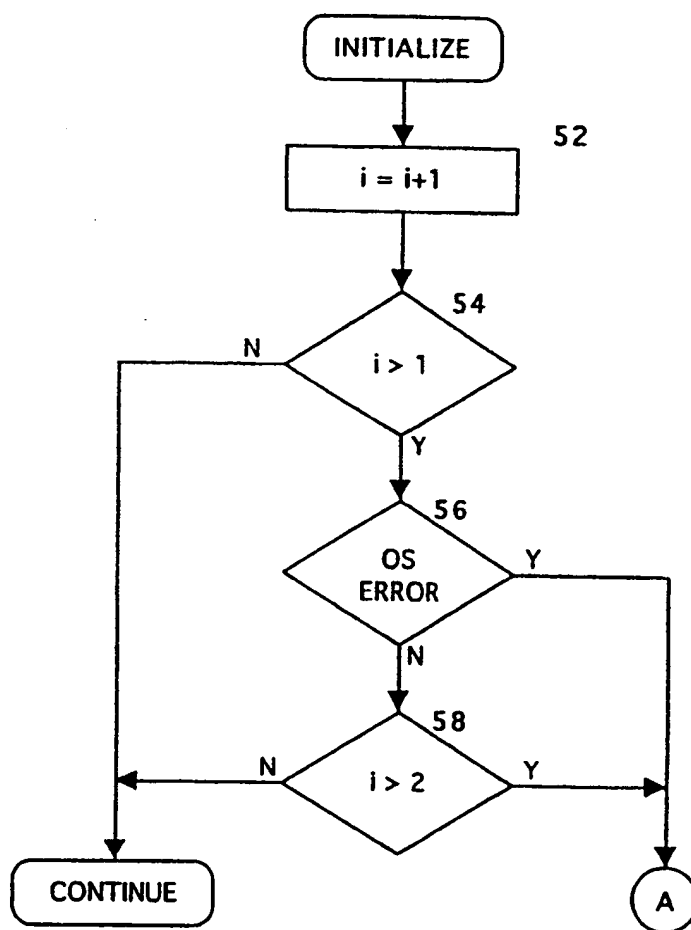 INITIALIZE
52
i = i+1
54
N
i > 1
Y
56
OS
ERROR
Y
N
58
N
i > 2
Y
CONTINUE
A